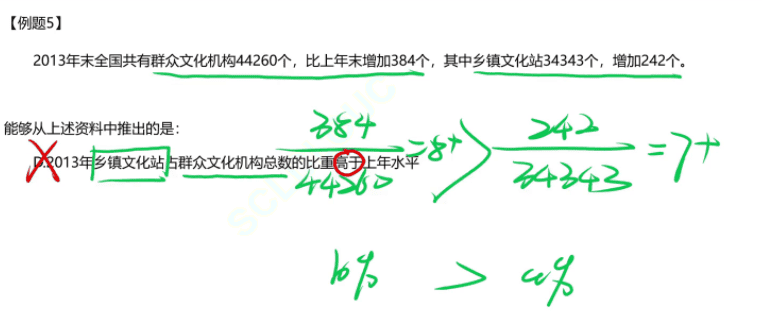 【例题5】
2013年末全国共有群众文化机构44260个，比上年末增加384个，其中乡镇文化站34343个，增加242个。
能够从上述资料中推出的是：
D.2013年乡镇文化站占群众文化机构总数的比重高于上年水平
384/44260=8+ > 242/34343=7+
b% > a%